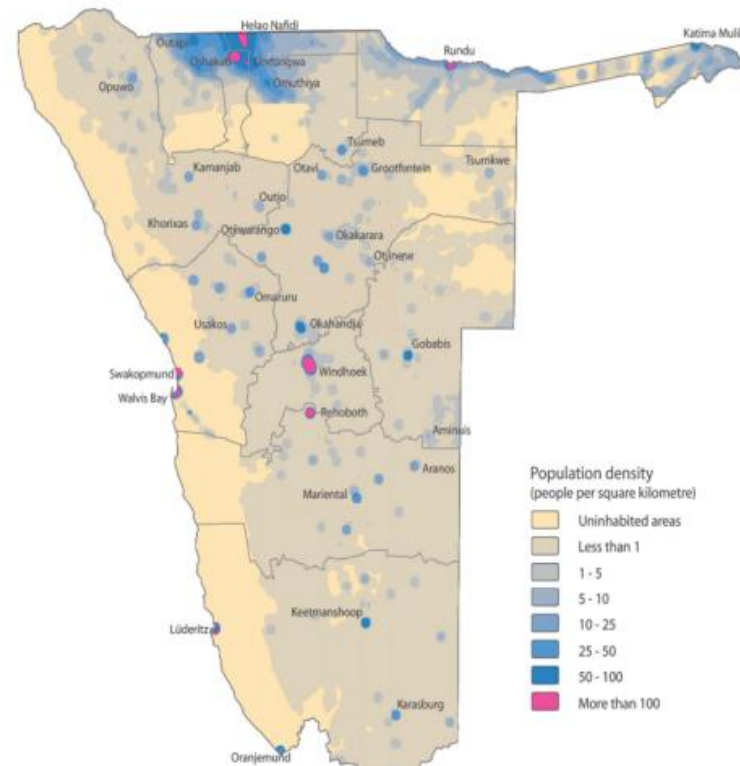 Helao Nafidi
Outapi
Oshakati
Ondangwa
Omuthiya
Opuwo
Rundu
Katima Mulil
Tsumeb
Tsumkwe
Kamanjab
Otavi
Grootfontein
Outjo
Khorixas
Otjiwarongo
Okakarara
Otjinene
Omaruru
Usakos
Okahandja
Gobabis
Swakopmund
Windhoek
Walvis Bay
Rehoboth
Aminuis
Aranos
Mariental
Keetmanshoop
Lüderitz
Karasburg
Oranjemund
Population density
(people per square kilometre)
Uninhabited areas
Less than 1
1 - 5
5 - 10
10 - 25
25 - 50
50 - 100
More than 100